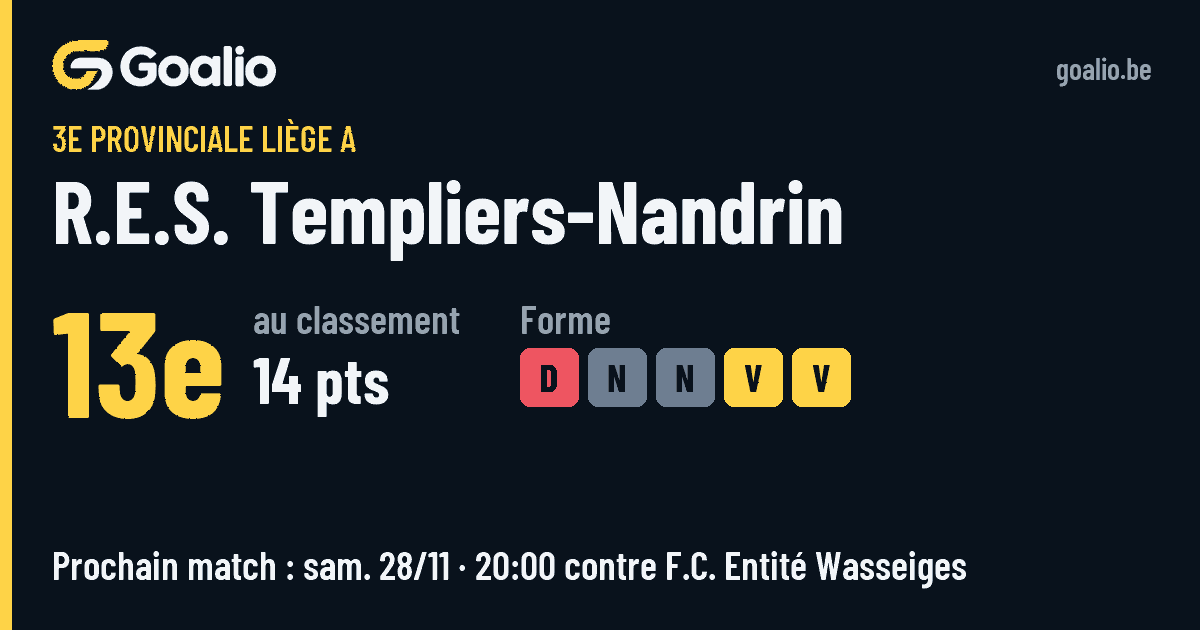 Goalio
goalio.be
3E PROVINCIALE LIÈGE A
R.E.S. Templiers-Nandrin
13e
au classement
14 pts
Forme
D N N V V
Prochain match : sam. 28/11 · 20:00 contre F.C. Entité Wasseiges